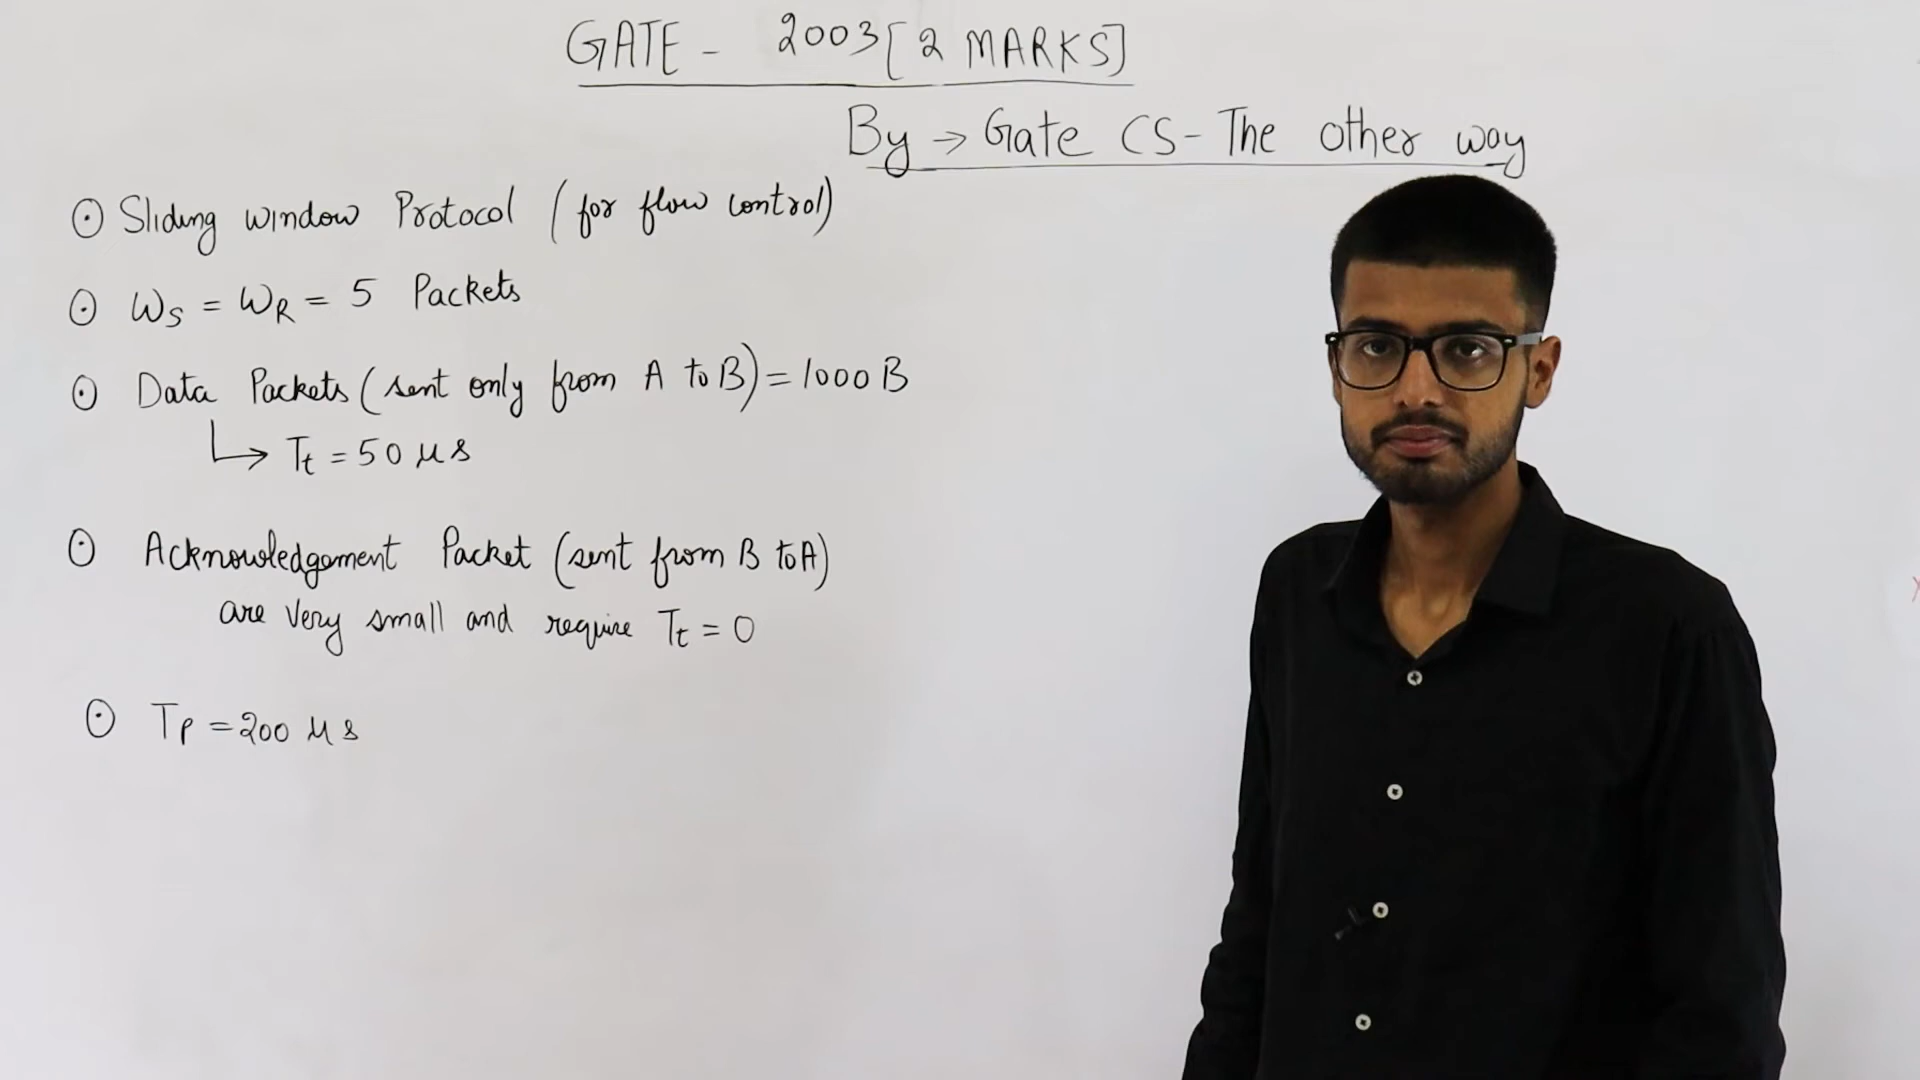 GATE - 2003 [2 MARKS]
By → Gate CS - The other way
⊙ Sliding window Protocol (for flow control)
⊙ WS = WR = 5 Packets
⊙ Data Packets (sent only from A to B) = 1000 B
↳ Tt = 50 μs
⊙ Acknowledgement Packet (sent from B to A)
are very small and require Tt = 0
⊙ TP = 200 μs